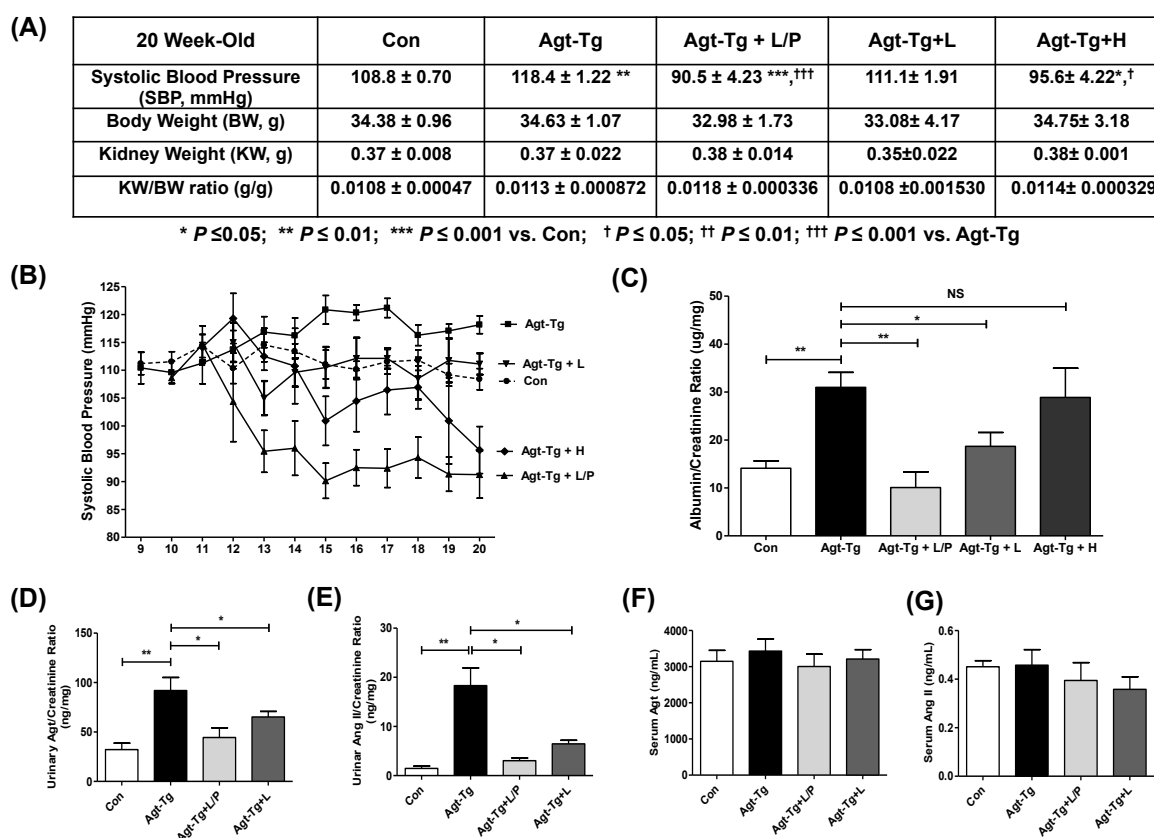 (A)
20 Week-Old Con Agt-Tg Agt-Tg + L/P Agt-Tg+L Agt-Tg+H
Systolic Blood Pressure (SBP, mmHg) 108.8 ± 0.70 118.4 ± 1.22 ** 90.5 ± 4.23 ***,††† 111.1± 1.91 95.6± 4.22*,†
Body Weight (BW, g) 34.38 ± 0.96 34.63 ± 1.07 32.98 ± 1.73 33.08± 4.17 34.75± 3.18
Kidney Weight (KW, g) 0.37 ± 0.008 0.37 ± 0.022 0.38 ± 0.014 0.35±0.022 0.38± 0.001
KW/BW ratio (g/g) 0.0108 ± 0.00047 0.0113 ± 0.000872 0.0118 ± 0.000336 0.0108 ±0.001530 0.0114± 0.000329
* P ≤0.05; ** P ≤ 0.01; *** P ≤ 0.001 vs. Con; † P ≤ 0.05; †† P ≤ 0.01; ††† P ≤ 0.001 vs. Agt-Tg
(B)
Systolic Blood Pressure (mmHg)
130
125
120
115
110
105
100
95
90
85
80
9 10 11 12 13 14 15 16 17 18 19 20
Agt-Tg
Agt-Tg + L
Con
Agt-Tg + H
Agt-Tg + L/P
(C)
Albumin/Creatinine Ratio (ug/mg)
50
40
30
20
10
0
NS
*
**
**
Con Agt-Tg Agt-Tg + L/P Agt-Tg + L Agt-Tg + H
(D)
Urinary Agt/Creatinine Ratio
(ng/mg)
150
100
50
0
*
*
**
Con Agt-Tg Agt-Tg+L/P Agt-Tg+L
(E)
Urinar Ang II/Creatinine Ratio
(ng/mg)
30
20
10
0
*
*
**
Con Agt-Tg Agt-Tg+L/P Agt-Tg+L
(F)
Serum Agt (ng/mL)
4000
3000
2000
1000
0
Con Agt-Tg Agt-Tg+L/P Agt-Tg+L
(G)
Serum Ang II (ng/mL)
0.6
0.4
0.2
0.0
Con Agt-Tg Agt-Tg+L/P Agt-Tg+L